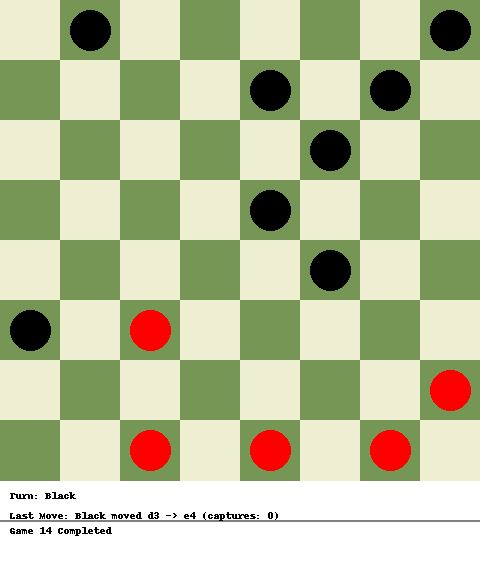 Turn: Black
Last Move: Black moved d3 -> e4 (captures: 0)
Game 14 Completed